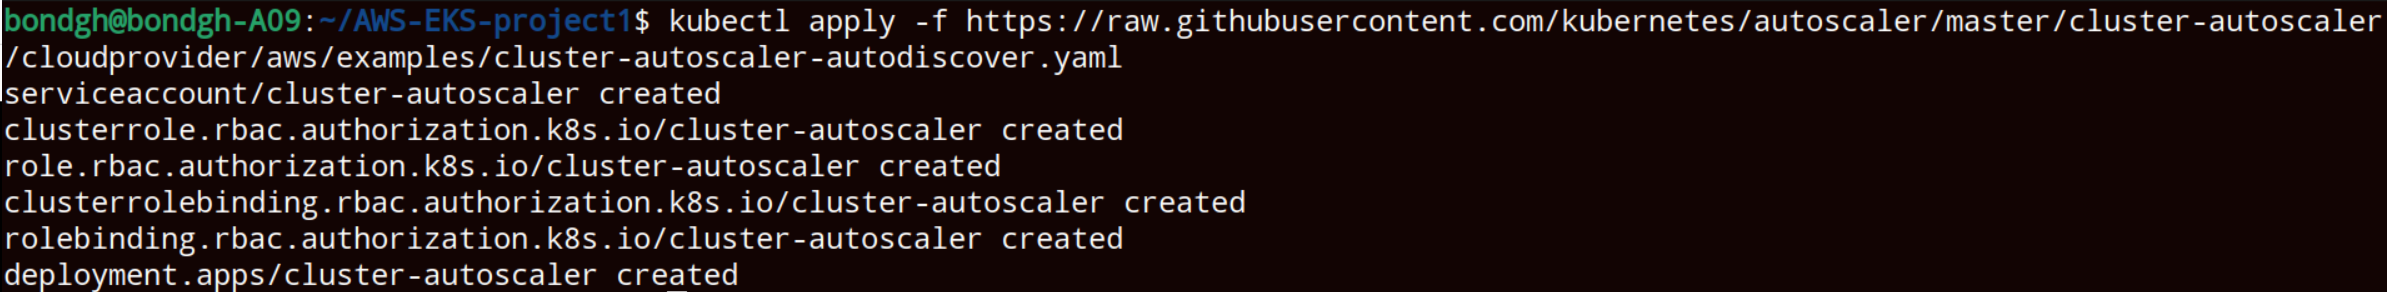 bondgh@bondgh-A09:~/AWS-EKS-project1$ kubectl apply -f https://raw.githubusercontent.com/kubernetes/autoscaler/master/cluster-autoscaler
/cloudprovider/aws/examples/cluster-autoscaler-autodiscover.yaml
serviceaccount/cluster-autoscaler created
clusterrole.rbac.authorization.k8s.io/cluster-autoscaler created
role.rbac.authorization.k8s.io/cluster-autoscaler created
clusterrolebinding.rbac.authorization.k8s.io/cluster-autoscaler created
rolebinding.rbac.authorization.k8s.io/cluster-autoscaler created
deployment.apps/cluster-autoscaler created